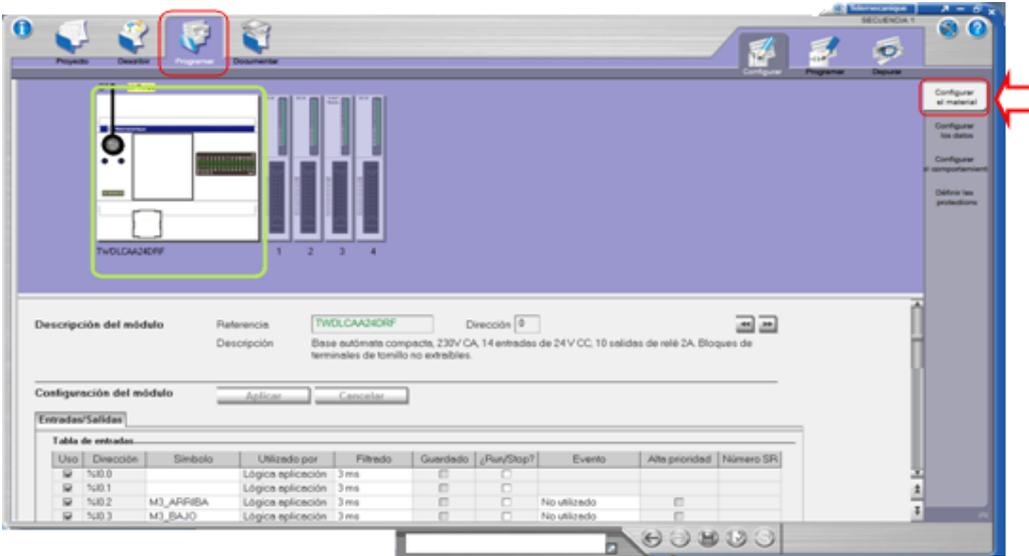 Telemecanique
SECUENCIA 1
Proyecto
Describir
Programar
Documentar
Configurar
Programar
Depurar
Configurar
el material
Configurar
los datos
Configurar
el comportamient
Définir les
protections
TWDLCAA24DRF
1
2
3
4
Descripción del módulo
Referencia
TWDLCAA24DRF
Dirección 0
Descripción
Base autómata compacta, 230V CA, 14 entradas de 24 V CC, 10 salidas de relé 2A. Bloques de
terminales de tornillo no extraíbles.
Configuración del módulo
Aplicar
Cancelar
Entradas/Salidas
Tabla de entradas
Uso Dirección Símbolo Utilizado por Filtrado Guardado ¿Run/Stop? Evento Alta prioridad Número SR
%I0.0 Lógica aplicación 3 ms
%I0.1 Lógica aplicación 3 ms
%I0.2 M3_ARRIBA Lógica aplicación 3 ms No utilizado
%I0.3 M3_BAJO Lógica aplicación 3 ms No utilizado